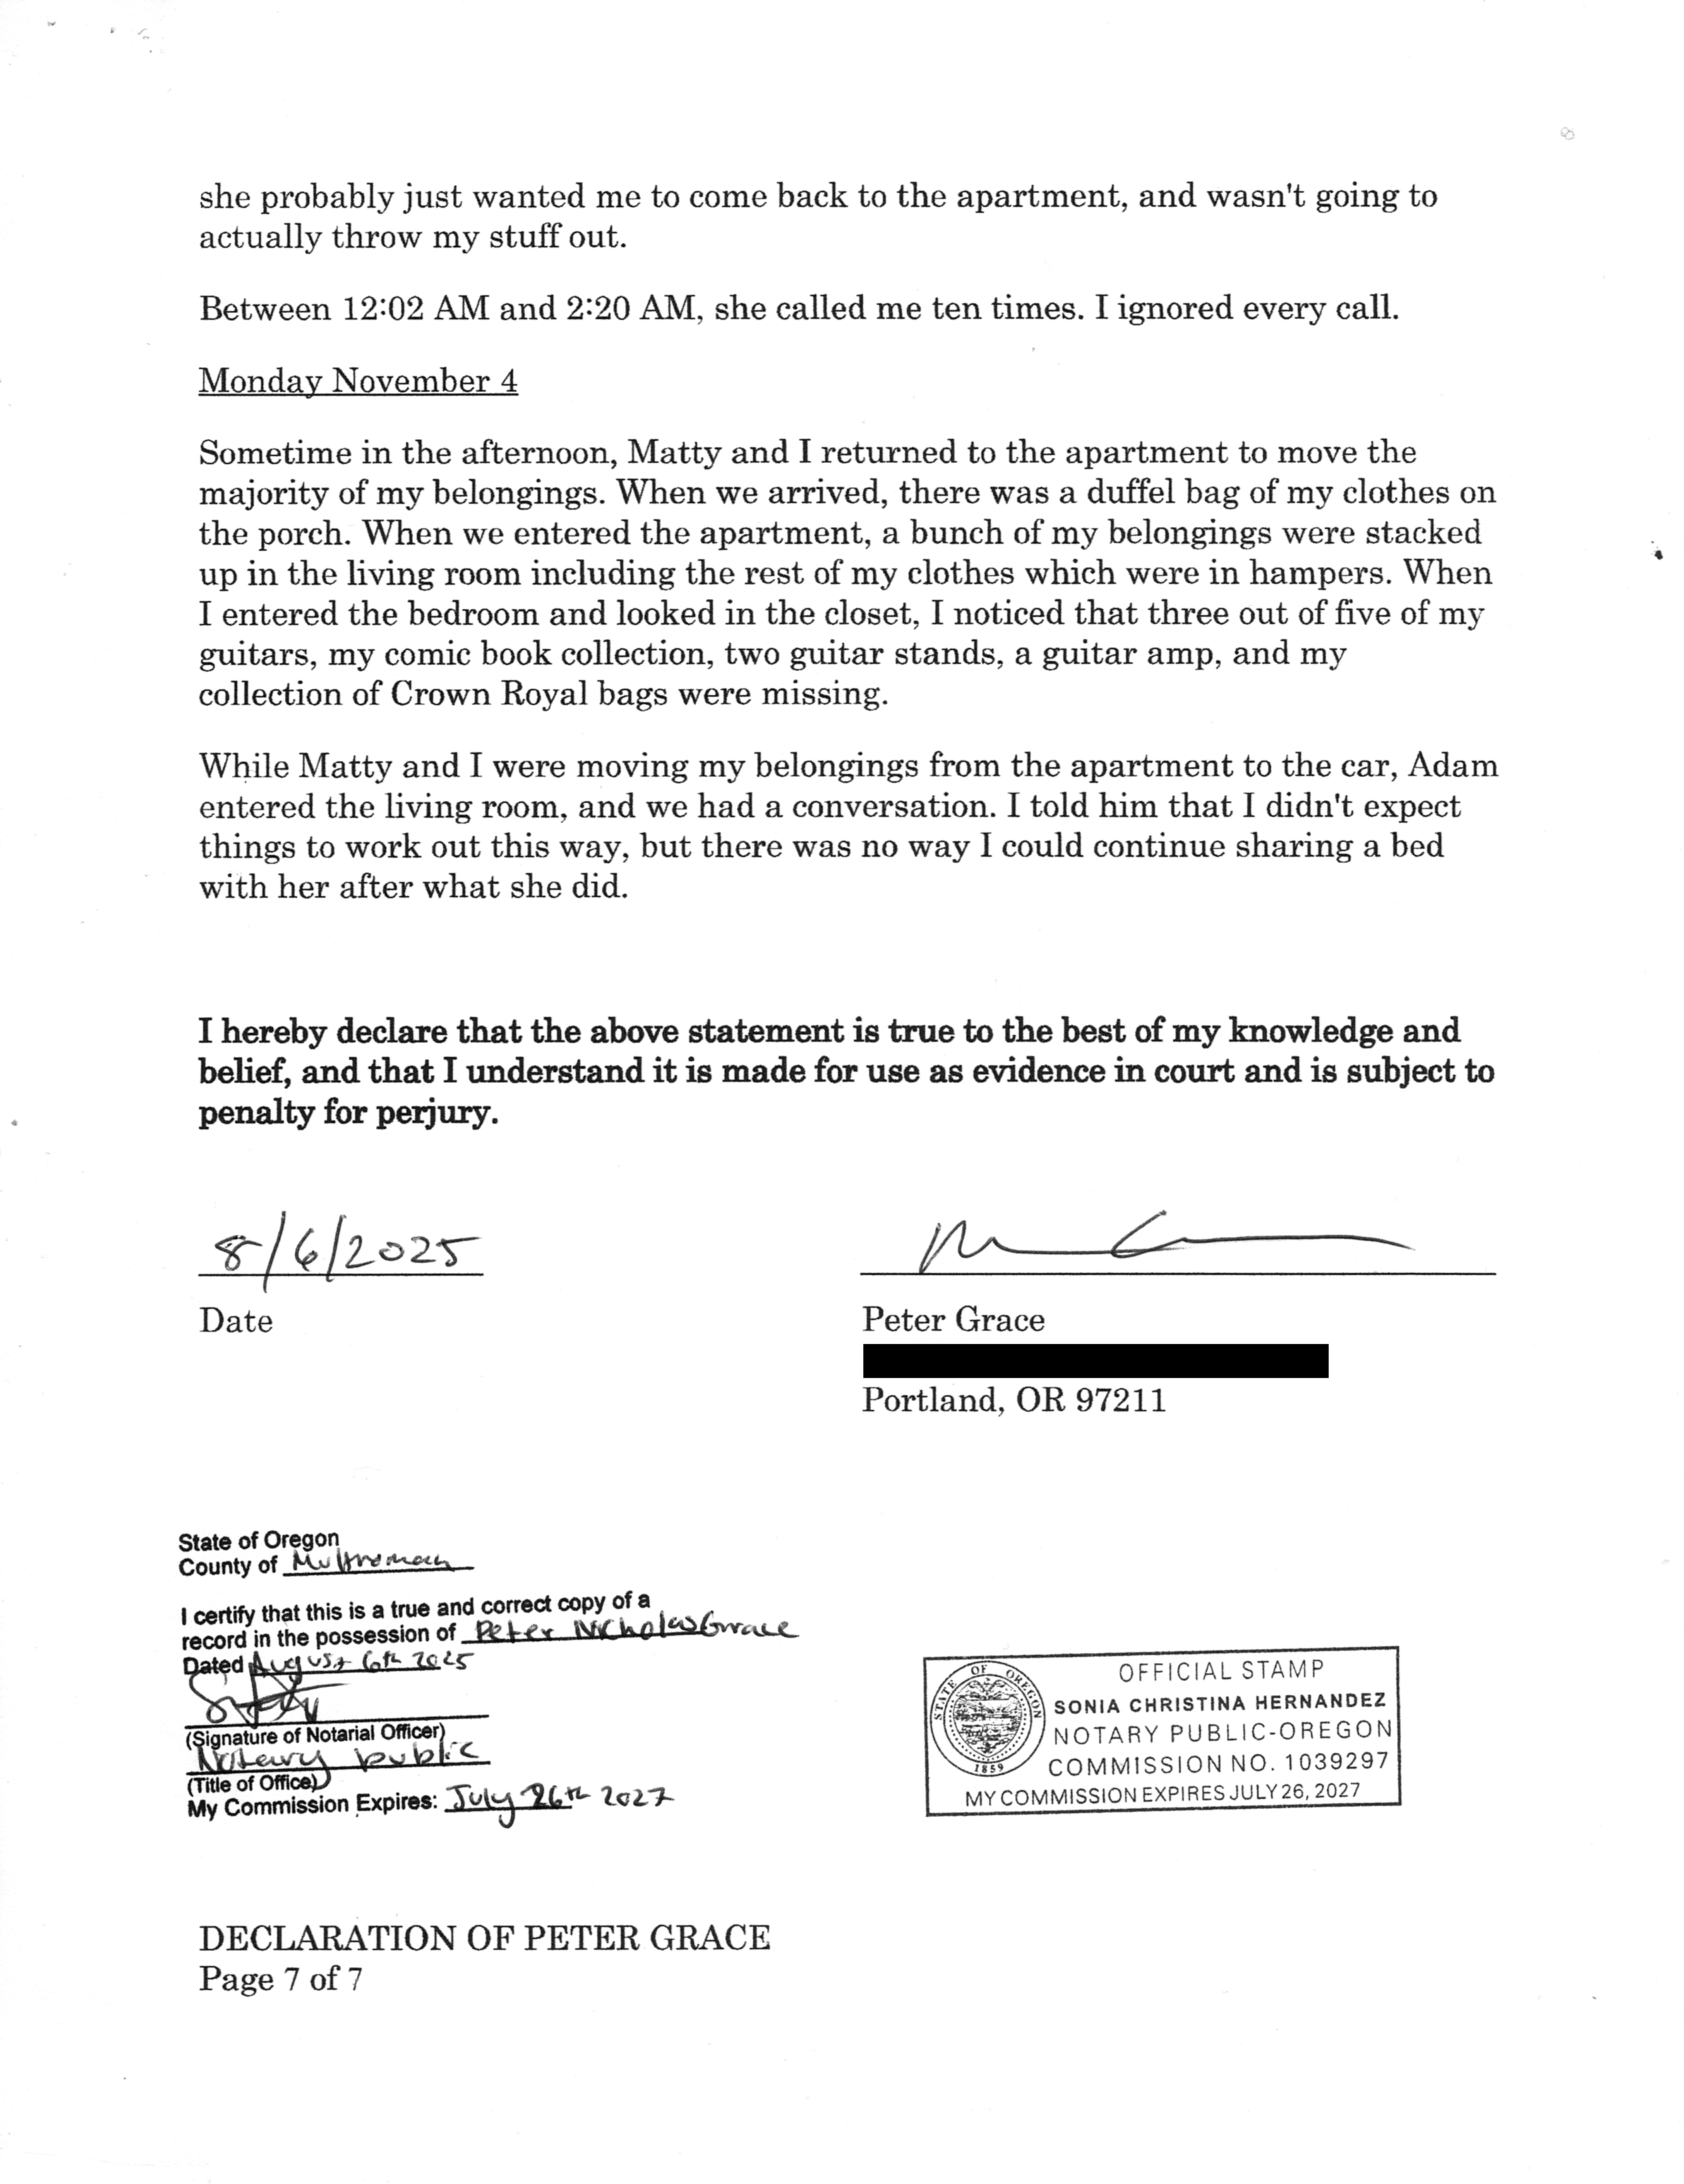 she probably just wanted me to come back to the apartment, and wasn't going to
actually throw my stuff out.
Between 12:02 AM and 2:20 AM, she called me ten times. I ignored every call.
Monday November 4
Sometime in the afternoon, Matty and I returned to the apartment to move the
majority of my belongings. When we arrived, there was a duffel bag of my clothes on
the porch. When we entered the apartment, a bunch of my belongings were stacked
up in the living room including the rest of my clothes which were in hampers. When
I entered the bedroom and looked in the closet, I noticed that three out of five of my
guitars, my comic book collection, two guitar stands, a guitar amp, and my
collection of Crown Royal bags were missing.
While Matty and I were moving my belongings from the apartment to the car, Adam
entered the living room, and we had a conversation. I told him that I didn't expect
things to work out this way, but there was no way I could continue sharing a bed
with her after what she did.
I hereby declare that the above statement is true to the best of my knowledge and
belief, and that I understand it is made for use as evidence in court and is subject to
penalty for perjury.
8/6/2025
Date
Peter Grace
Portland, OR 97211
State of Oregon
County of Multnomah
I certify that this is a true and correct copy of a
record in the possession of Peter Nicholas Grace
Dated August 6th 2025
(Signature of Notarial Officer)
Notary public
(Title of Office)
My Commission Expires: July 26th 2027
STATE OF OREGON
1859
OFFICIAL STAMP
SONIA CHRISTINA HERNANDEZ
NOTARY PUBLIC-OREGON
COMMISSION NO. 1039297
MY COMMISSION EXPIRES JULY 26, 2027
DECLARATION OF PETER GRACE
Page 7 of 7